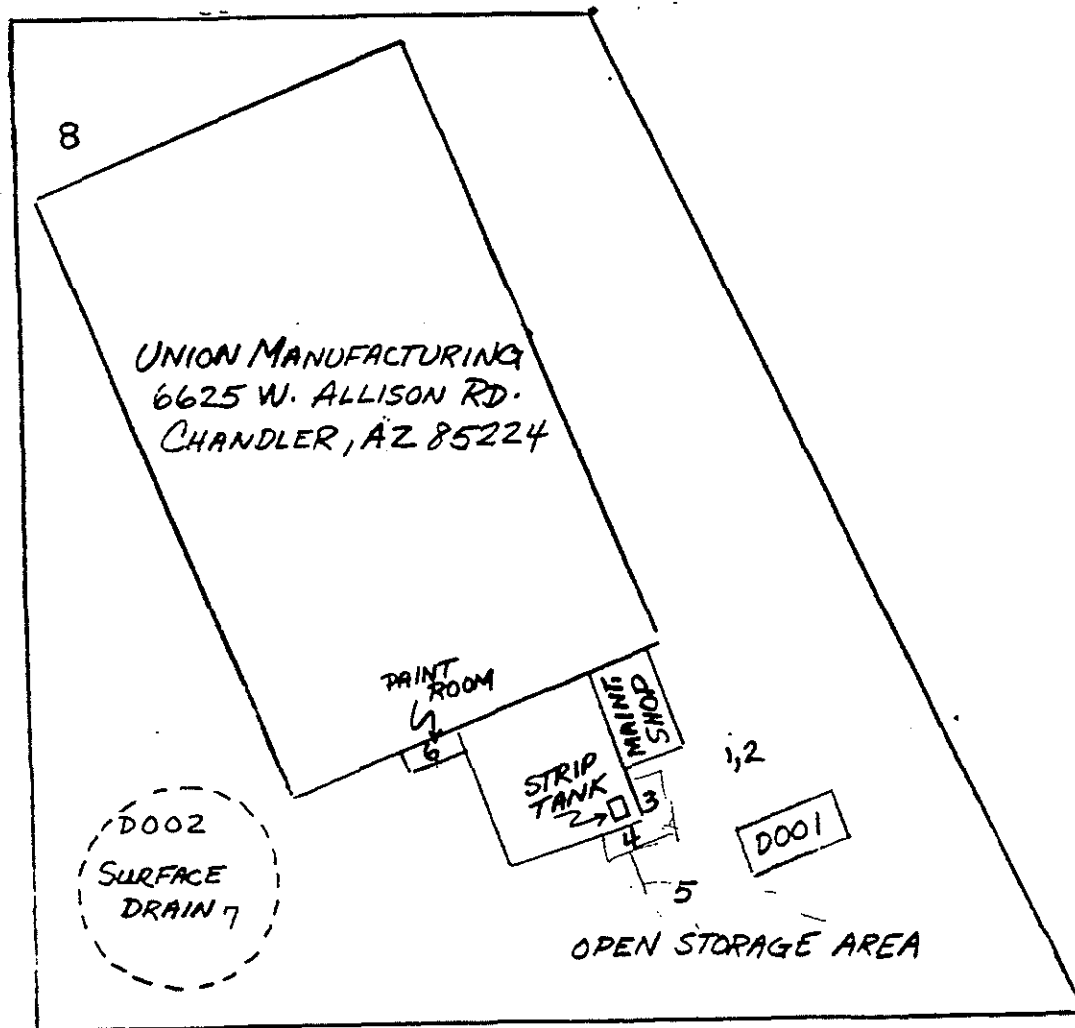 8
UNION MANUFACTURING
6625 W. ALLISON RD.
CHANDLER, AZ 85224
PAINT
ROOM
6
MAINT.
SHOP
STRIP
TANK
3
4
1,2
D001
5
D002
SURFACE
DRAIN 7
OPEN STORAGE AREA